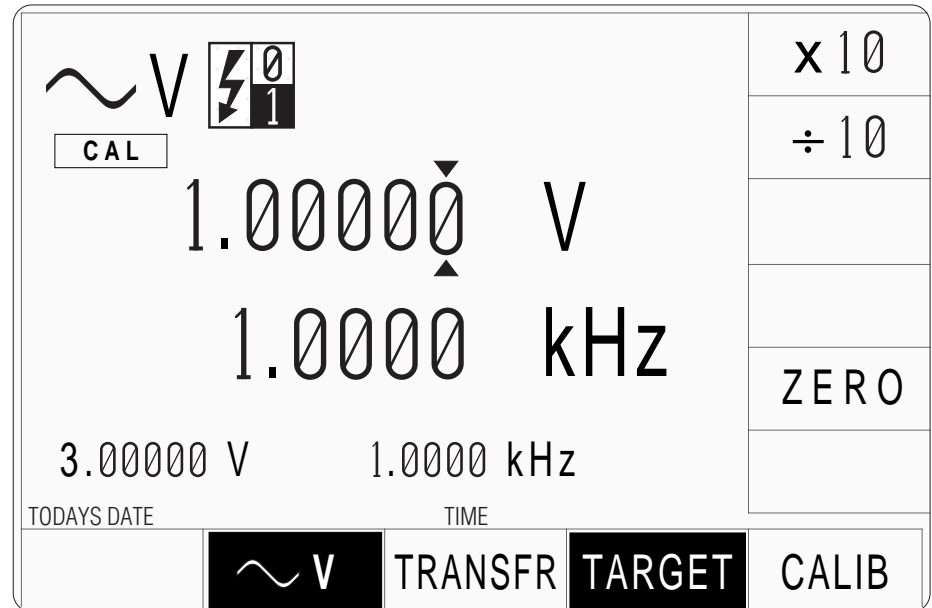 ∼ V 0
1
x10
÷10
CAL
1.00000 V
1.0000 kHz
ZERO
3.00000 V 1.0000 kHz
TODAYS DATE TIME
∼ V TRANSFR TARGET CALIB